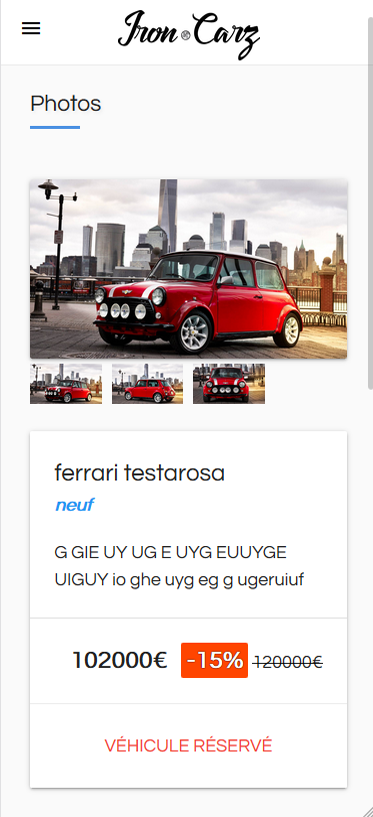 Iron Carz
Photos
ferrari testarosa
neuf
G GIE UY UG E UYG EUUYGE
UIGUY io ghe uyg eg g ugeruiuf
102000€ -15% 120000€
VÉHICULE RÉSERVÉ